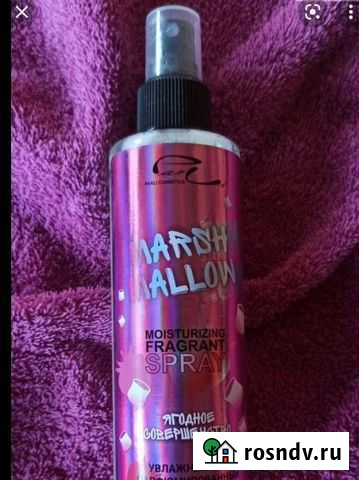 MARSH
MALLOW
MOISTURIZING
FRAGRANT
SPRAY
ЯГОДНОЕ
СОВЕРШЕНСТВО
rosndv.ru